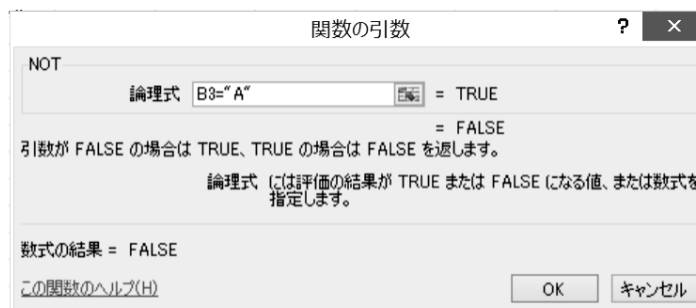 関数の引数 ? ×
NOT
論理式 B3="A" = TRUE
= FALSE
引数が FALSE の場合は TRUE、TRUE の場合は FALSE を返します。
論理式 には評価の結果が TRUE または FALSE になる値、または数式を
指定します。
数式の結果 = FALSE
この関数のヘルプ(H) OK キャンセル